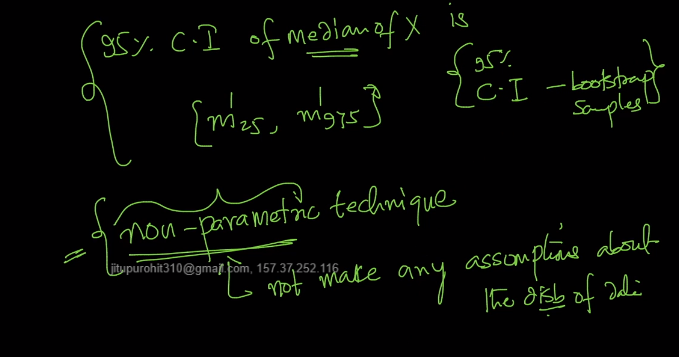 95% C.I of median of X is
[m'25, m'975]
95%
C.I - bootstrap
Samples
= non-parametric technique
jitupurohit310@gmail.com, 157.37.252.116
not make any assumptions about
the disb of data